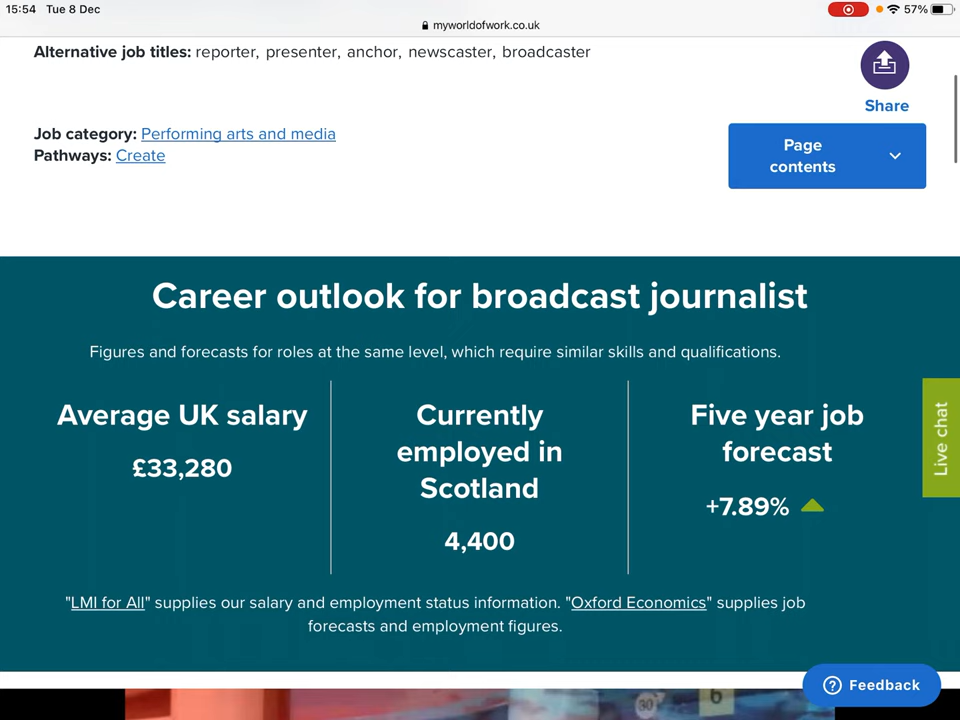 15:54 Tue 8 Dec
57%
myworldofwork.co.uk
Alternative job titles: reporter, presenter, anchor, newscaster, broadcaster
Share
Job category: Performing arts and media
Pathways: Create
Page
contents
Career outlook for broadcast journalist
Figures and forecasts for roles at the same level, which require similar skills and qualifications.
Average UK salary
£33,280
Currently
employed in
Scotland
4,400
Five year job
forecast
+7.89%
Live chat
"LMI for All" supplies our salary and employment status information. "Oxford Economics" supplies job
forecasts and employment figures.
Feedback
30
6